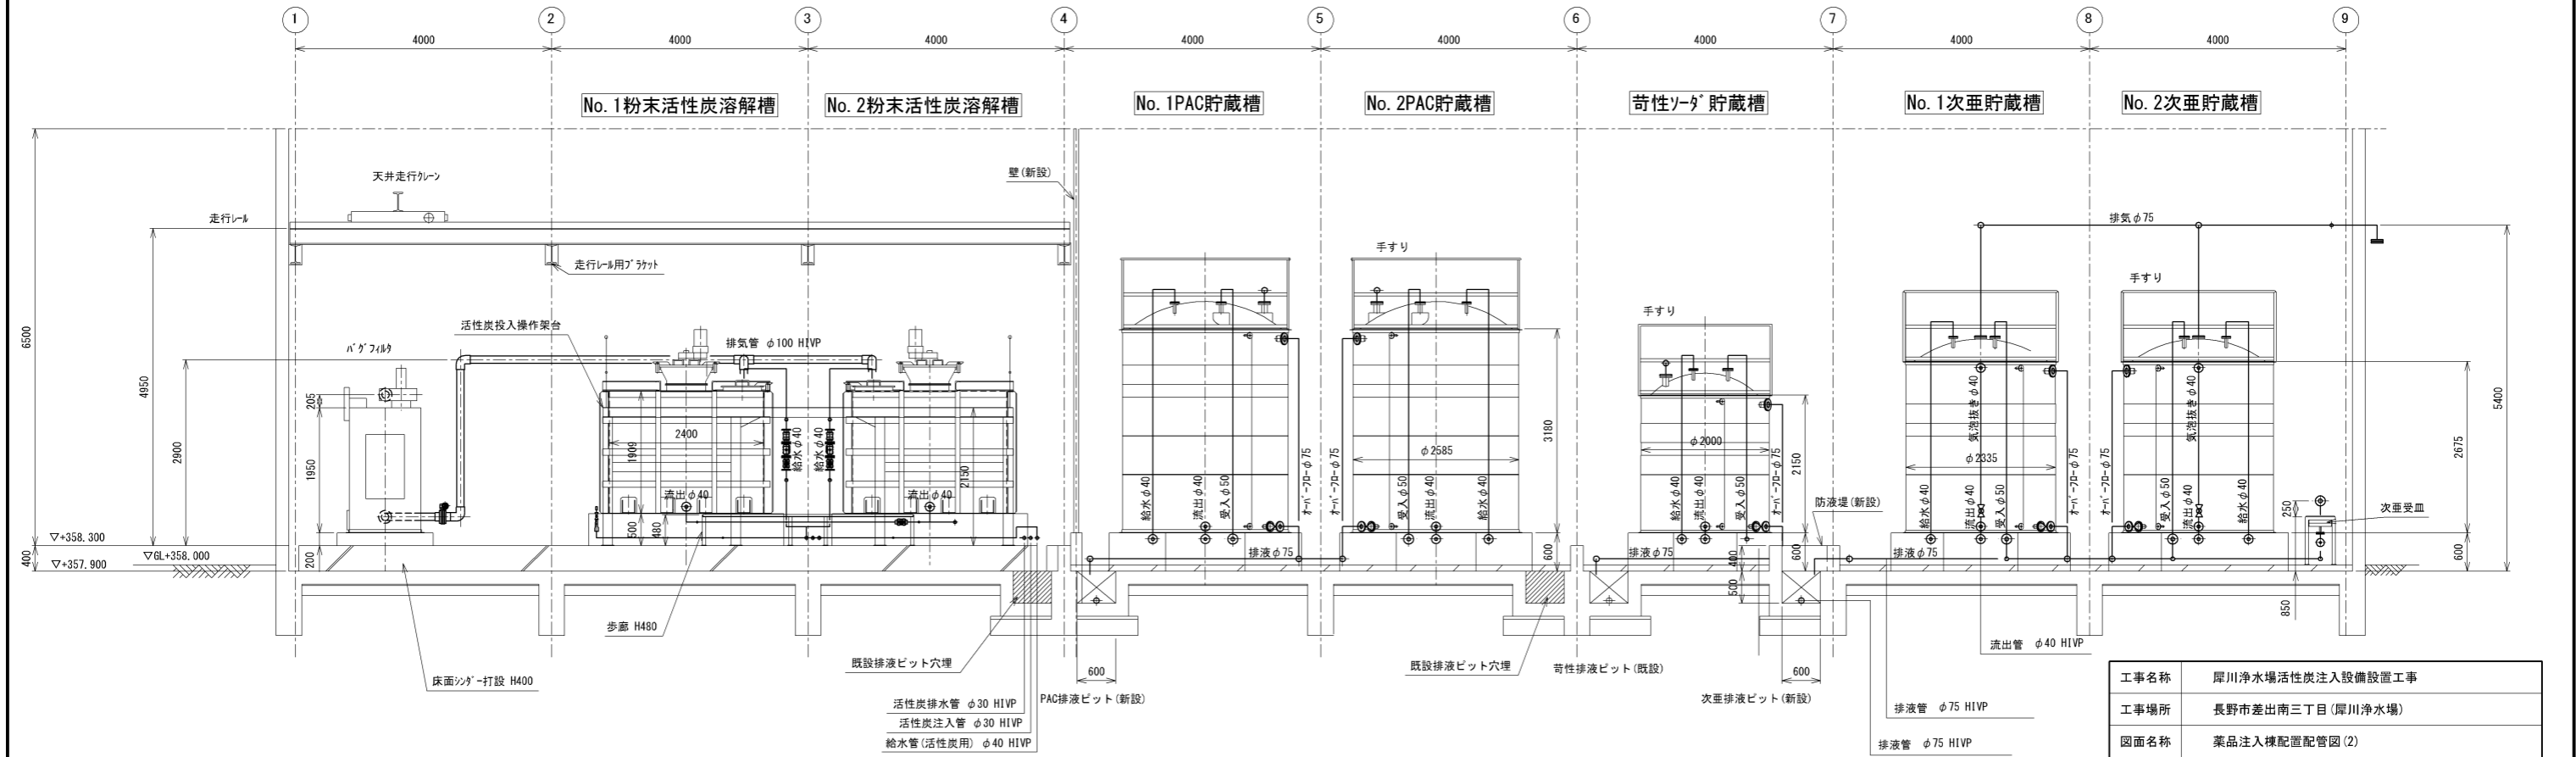 1 2 3 4 5 6 7 8 9
4000 4000 4000 4000 4000 4000 4000 4000
No.1粉末活性炭溶解槽 No.2粉末活性炭溶解槽 No.1PAC貯蔵槽 No.2PAC貯蔵槽 苛性ソーダ貯蔵槽 No.1次亜貯蔵槽 No.2次亜貯蔵槽
天井走行クレーン
壁(新設)
走行レール
排気φ75
手すり
走行レール用ブラケット
手すり
手すり
活性炭投入操作架台
排気管 φ100 HIVP
バグフィルタ
6500
4950
2900
205
1950
1909
2400
2150
給水φ40
給水φ40
流出φ40
流出φ40
500
480
φ2585
3180
φ2000
2150
φ2335
2675
5400
気泡抜きφ40
気泡抜きφ40
給水φ40
流出φ40
受入φ50
オーバーフローφ75
オーバーフローφ75
受入φ50
流出φ40
給水φ40
給水φ40
流出φ40
受入φ50
オーバーフローφ75
防液堤(新設)
給水φ40
流出φ40
受入φ50
オーバーフローφ75
オーバーフローφ75
受入φ50
流出φ40
給水φ40
250
次亜受皿
▽+358.300
▽GL+358.000
400
▽+357.900
200
排液φ75
600
排液φ75
400
600
500
排液φ75
600
850
歩廊 H480
既設排液ピット穴埋
床面シンダー打設 H400
600
PAC排液ピット(新設)
既設排液ピット穴埋
苛性排液ピット(既設)
600
次亜排液ピット(新設)
流出管 φ40 HIVP
活性炭排水管 φ30 HIVP
活性炭注入管 φ30 HIVP
給水管(活性炭用) φ40 HIVP
排液管 φ75 HIVP
排液管 φ75 HIVP
工事名称 犀川浄水場活性炭注入設備設置工事
工事場所 長野市差出南三丁目(犀川浄水場)
図面名称 薬品注入棟配置配管図(2)